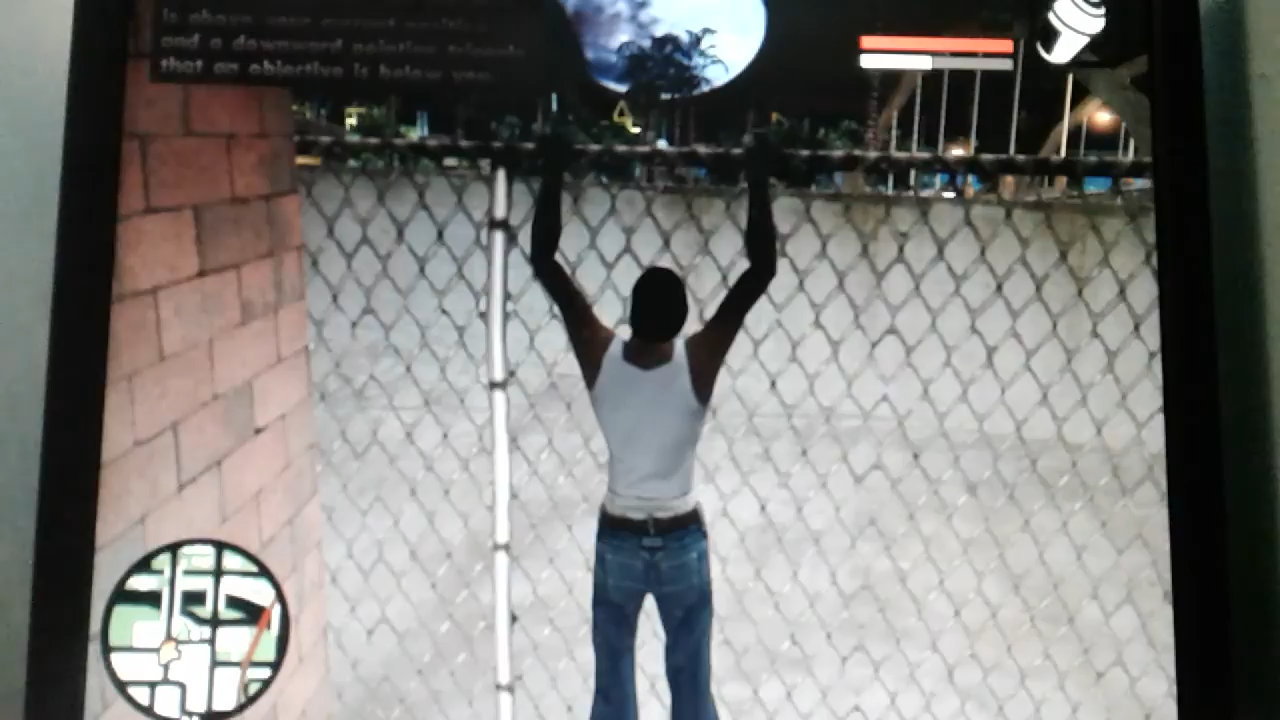 is above your current position
and a downward pointing triangle
that an objective is below you.